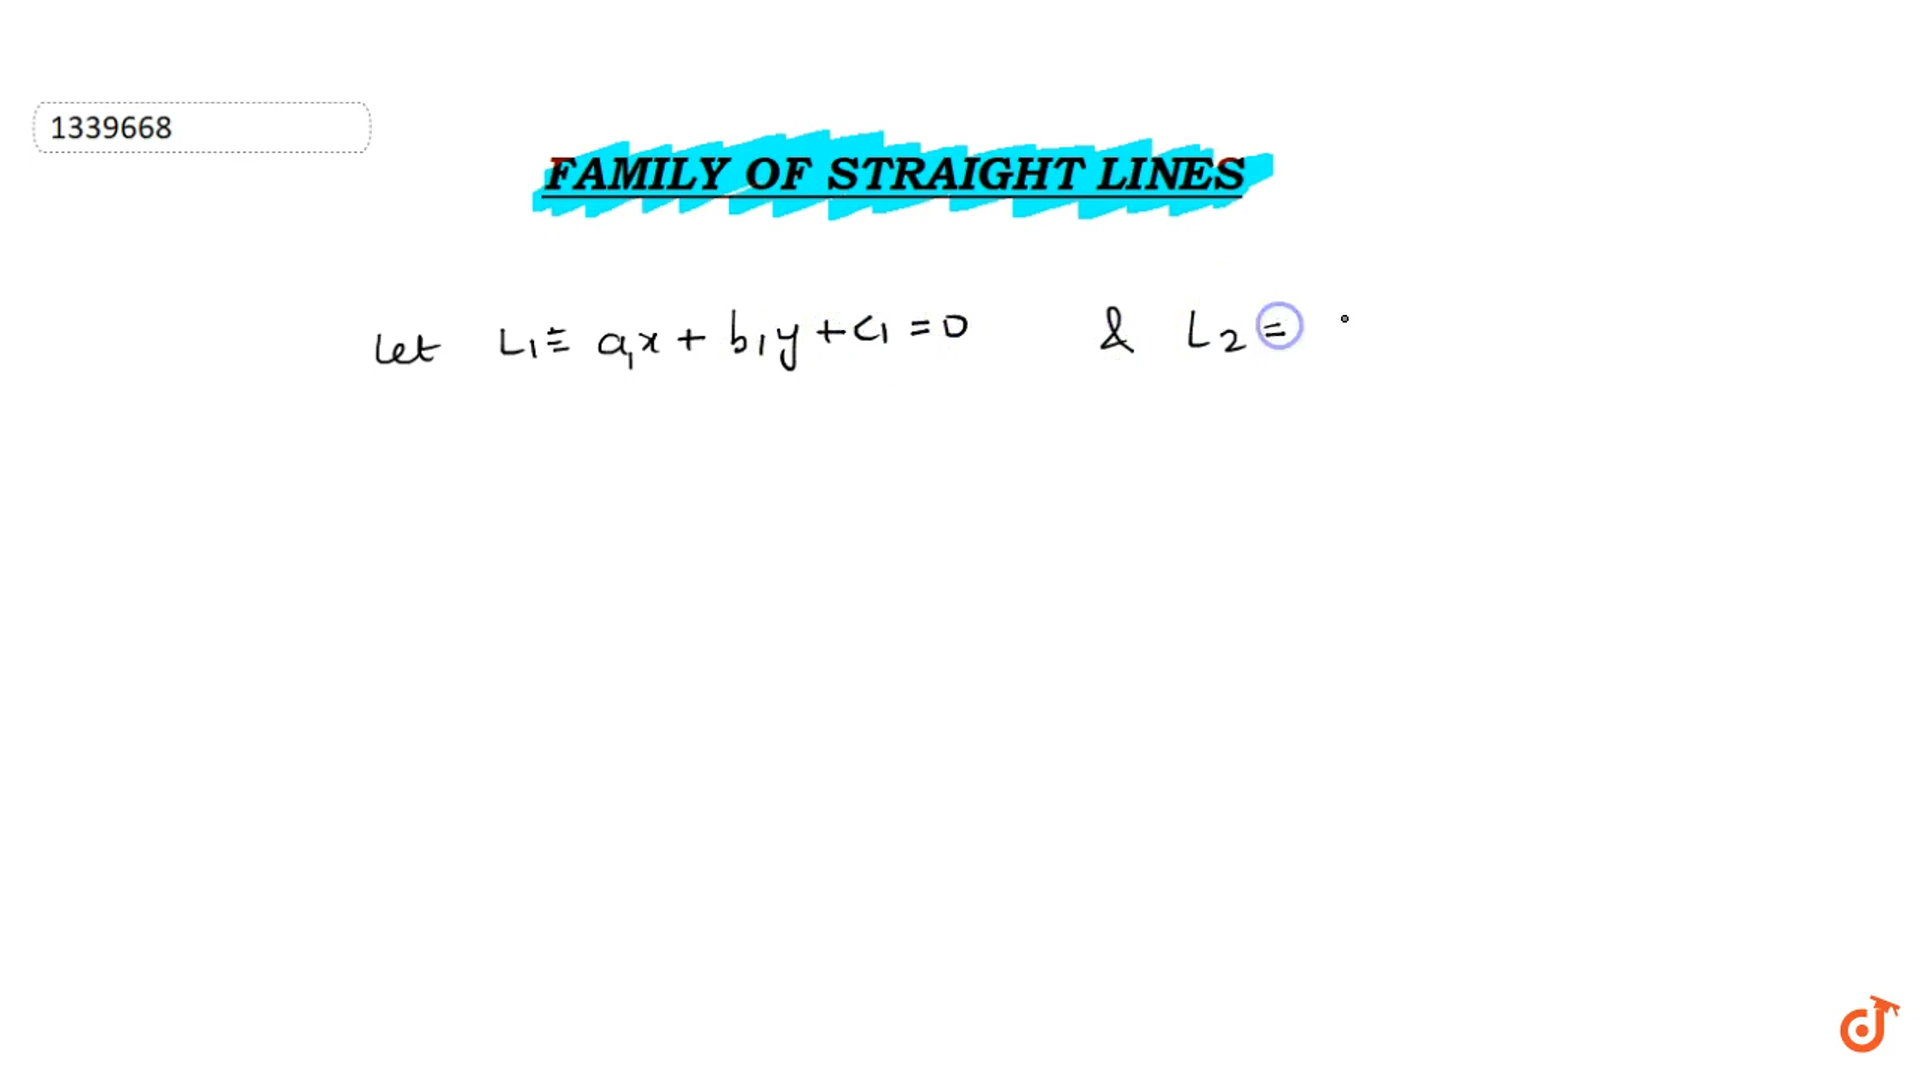 1339668
FAMILY OF STRAIGHT LINES
Let L₁ ≡ a₁x + b₁y + c₁ = 0 & L₂ =